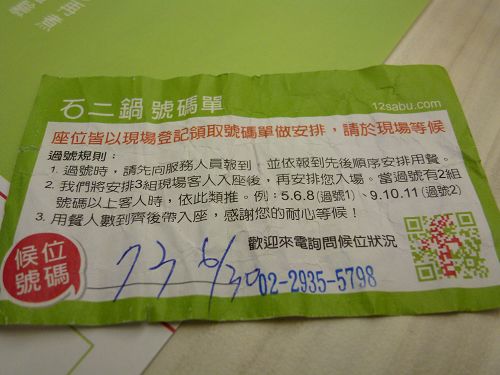 再煮
石二鍋 號碼單
12sabu.com
座位皆以現場登記領取號碼單做安排，請於現場等候
過號規則：
1. 過號時，請先向服務人員報到，並依報到先後順序安排用餐。
2. 我們將安排3組現場客人入座後，再安排您入場。當過號有2組
號碼以上客人時，依此類推。例：5.6.8 (過號1)、9.10.11 (過號2)
3. 用餐人數到齊後帶入座，感謝您的耐心等候！
歡迎來電詢問候位狀況
候位
號碼
73 6/30
02-2935-5798